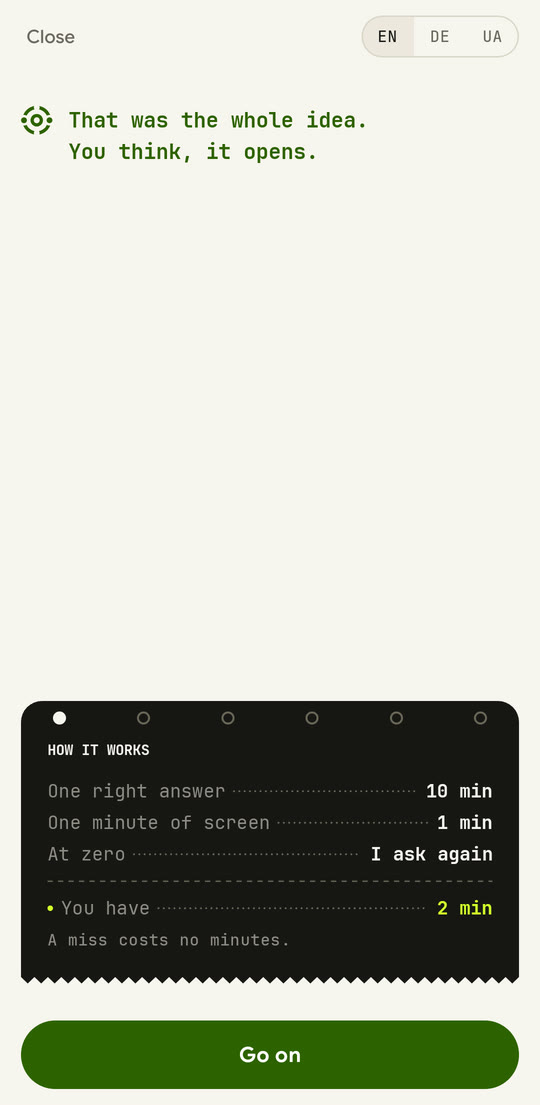 Close
EN DE UA
That was the whole idea.
You think, it opens.
HOW IT WORKS
One right answer 10 min
One minute of screen 1 min
At zero I ask again
You have 2 min
A miss costs no minutes.
Go on